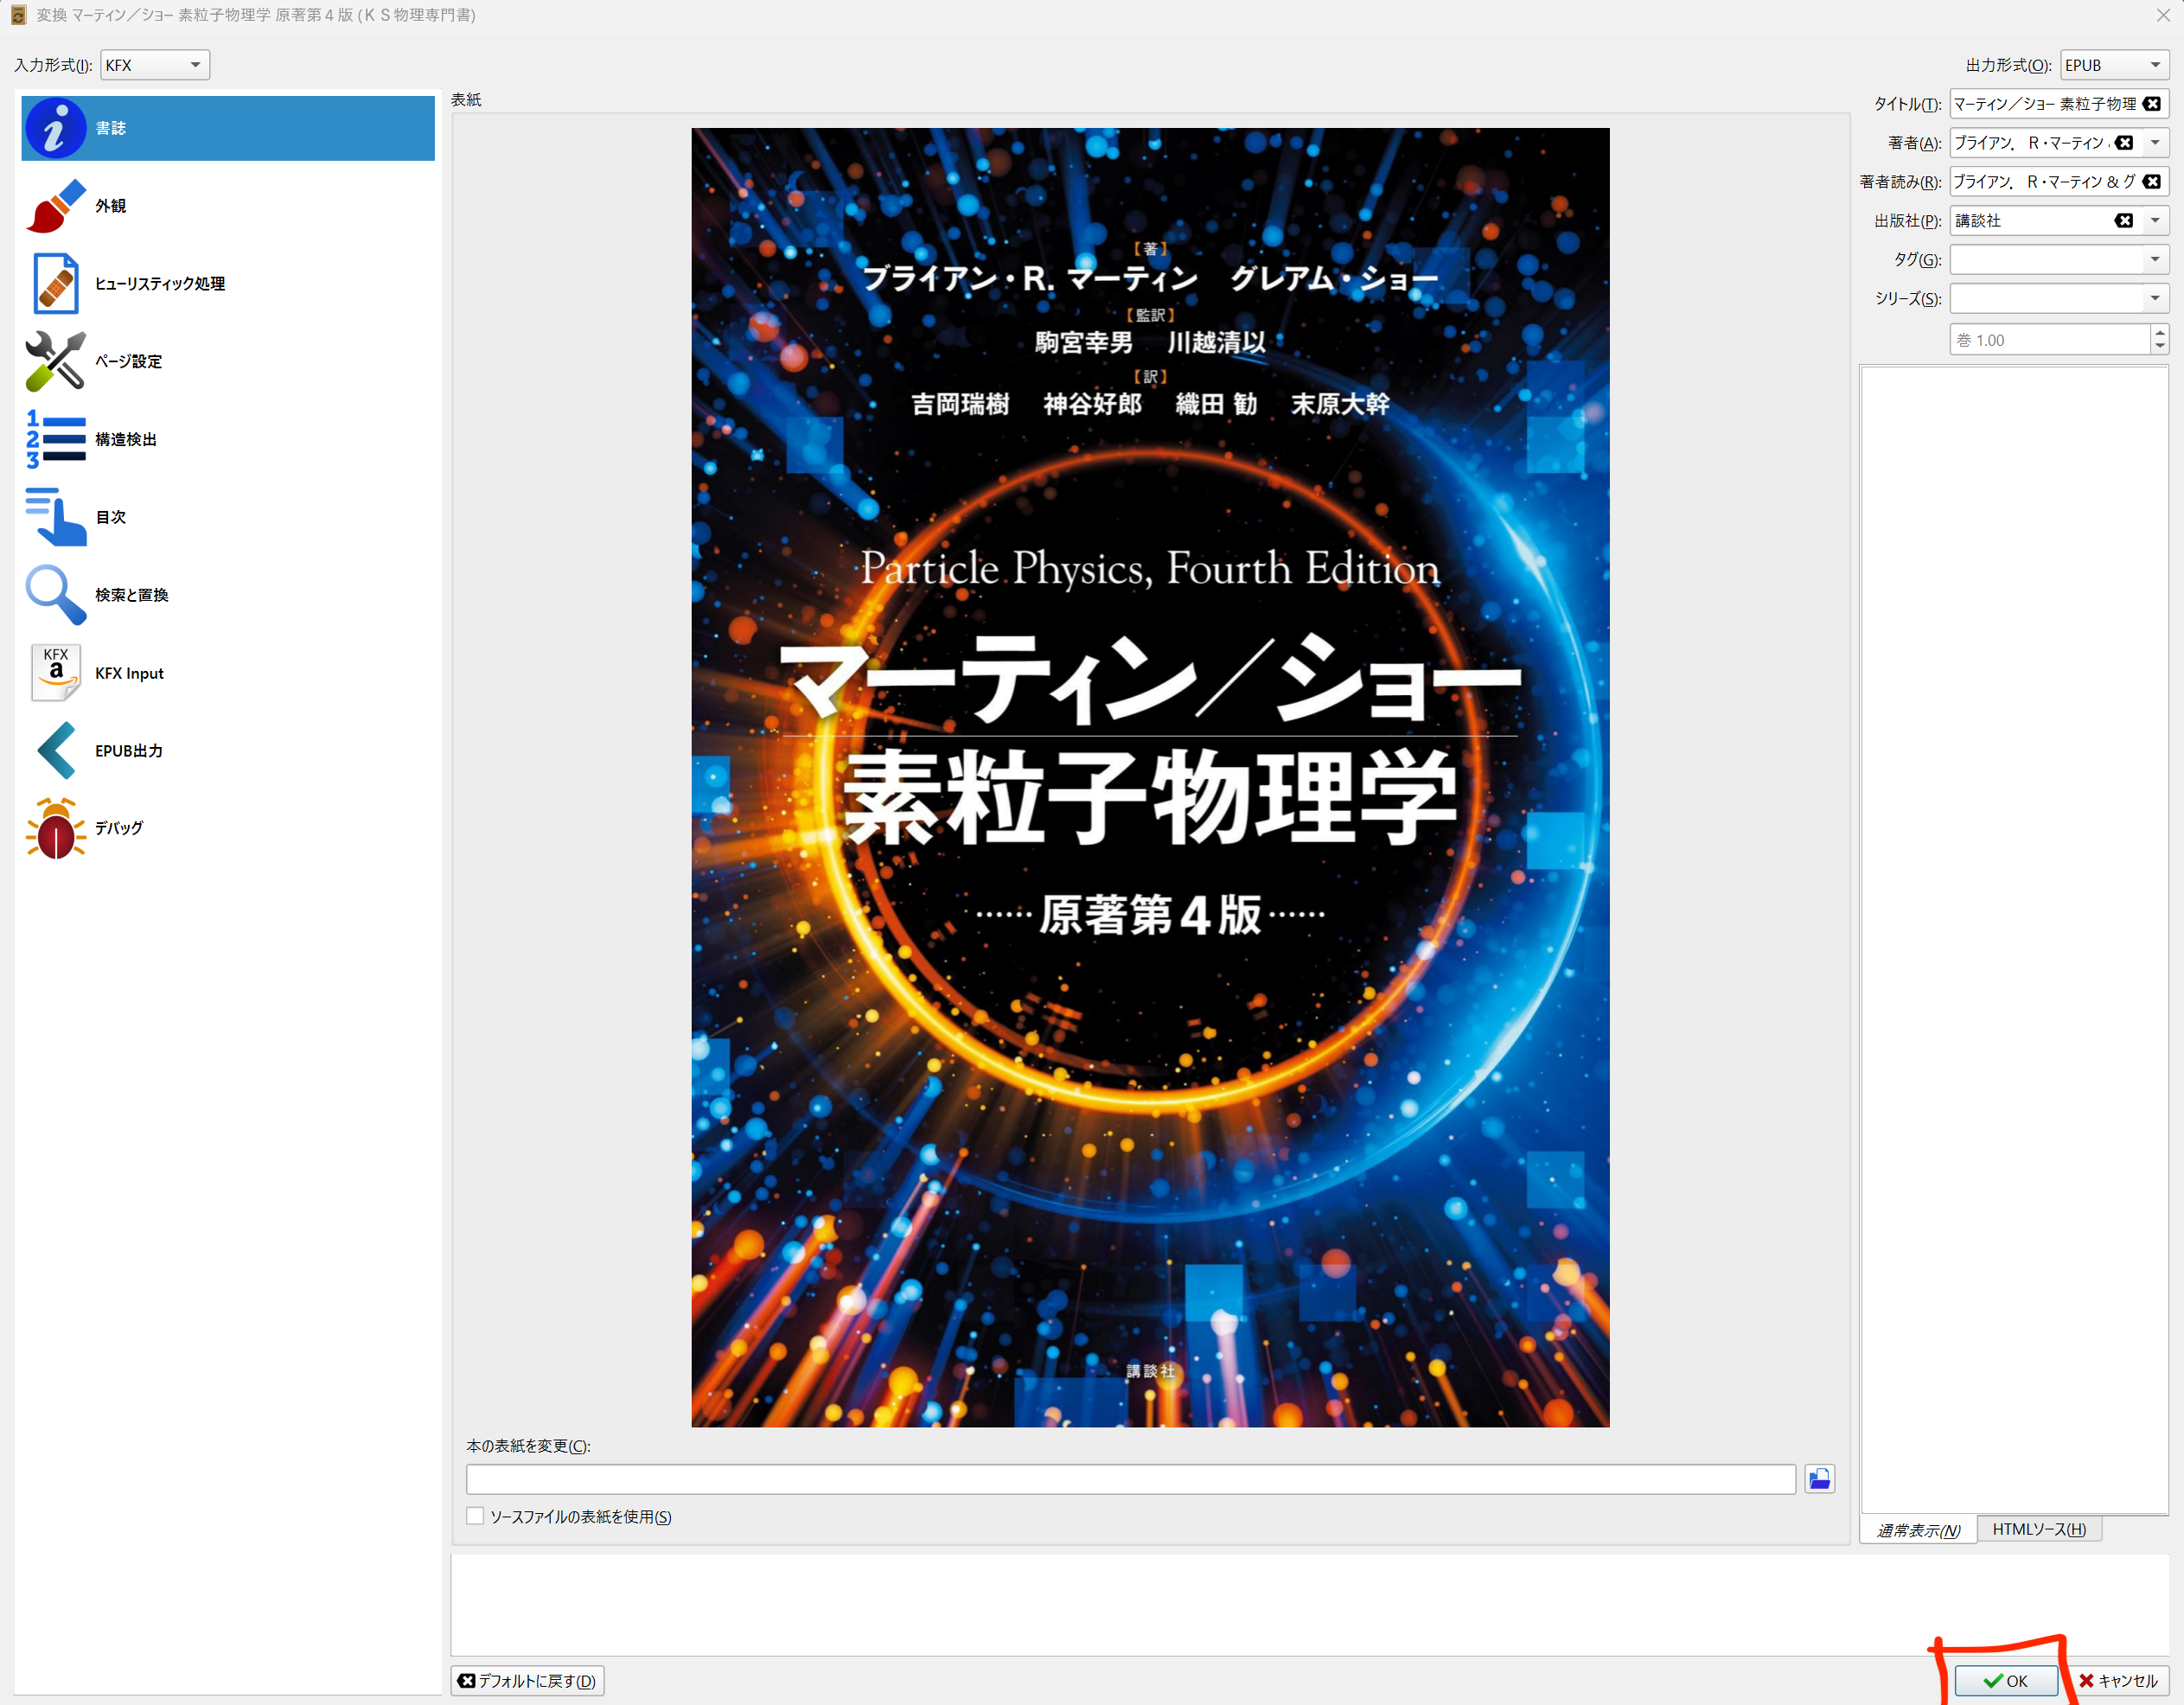 変換 マーティン／ショー 素粒子物理学 原著第４版 (ＫＳ物理専門書)
入力形式(I): KFX
出力形式(O): EPUB
書誌
外観
ヒューリスティック処理
ページ設定
構造検出
目次
検索と置換
KFX Input
EPUB出力
デバッグ
表紙
【著】
ブライアン・R. マーティン グレアム・ショー
【監訳】
駒宮幸男 川越清以
【訳】
吉岡瑞樹 神谷好郎 織田 勧 末原大幹
Particle Physics, Fourth Edition
マーティン／ショー
素粒子物理学
……原著第4版……
講談社
本の表紙を変更(C):
ソースファイルの表紙を使用(S)
タイトル(T): マーティン／ショー 素粒子物理
著者(A): ブライアン． Ｒ・マーティン
著者読み(R): ブライアン． Ｒ・マーティン & グ
出版社(P): 講談社
タグ(G):
シリーズ(S):
巻 1.00
通常表示(N) HTMLソース(H)
デフォルトに戻す(D)
OK キャンセル